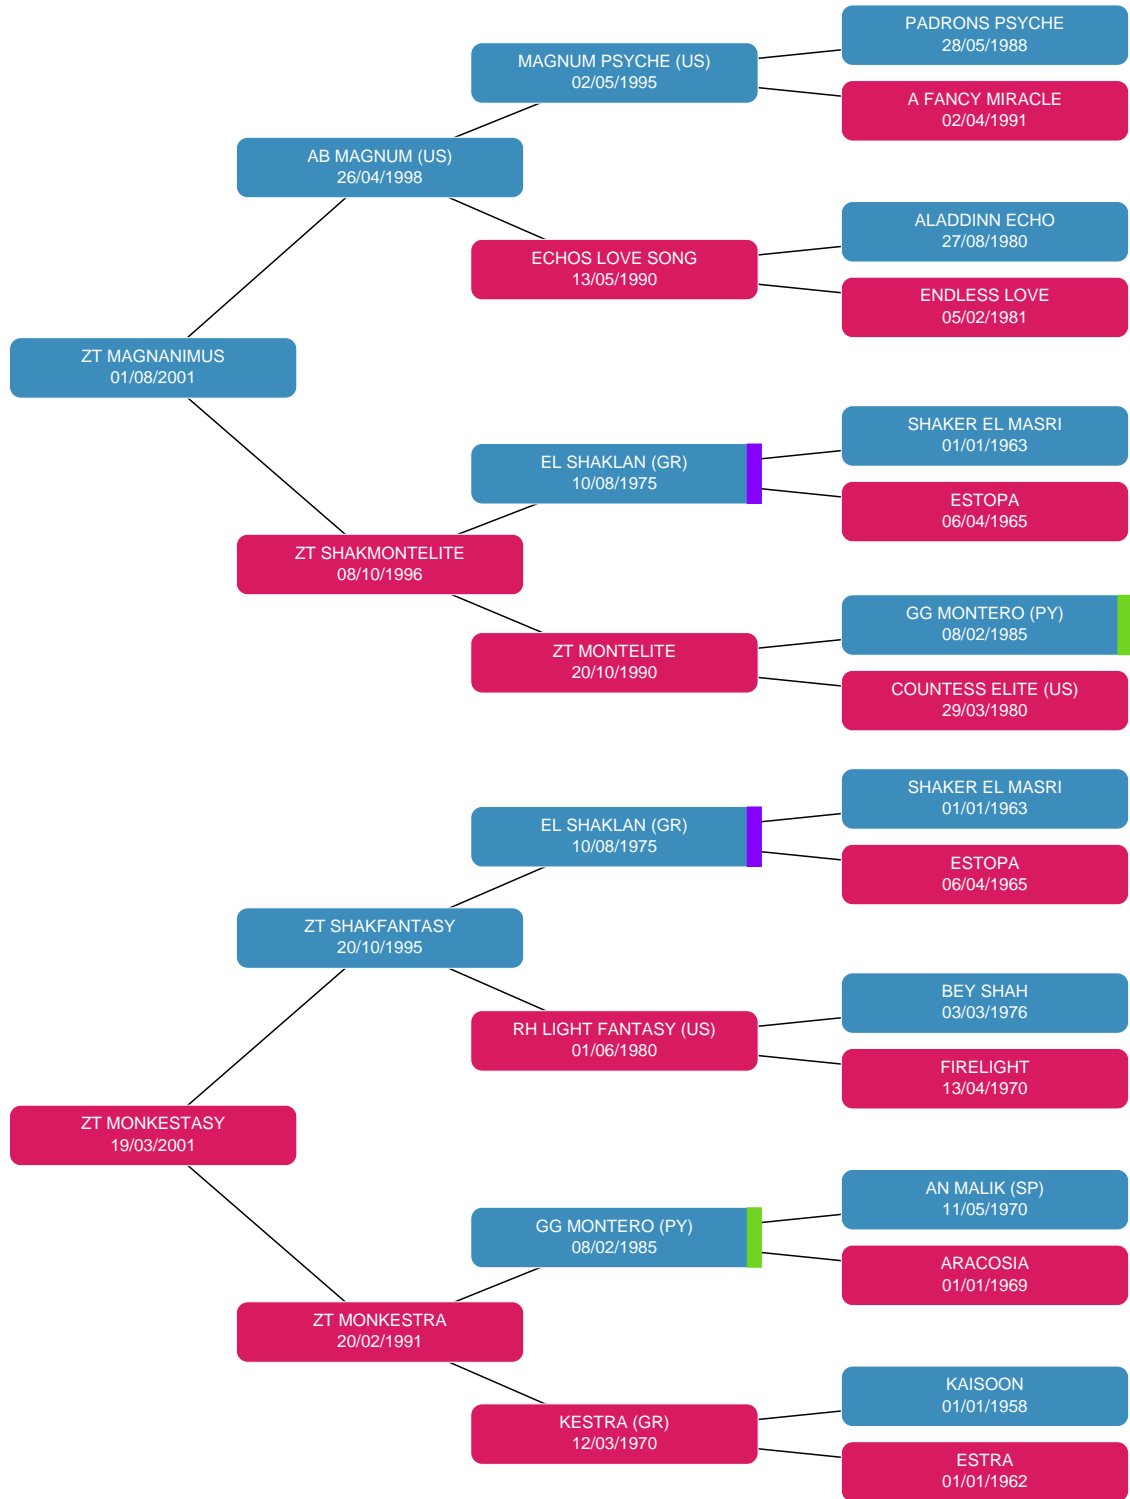 PADRONS PSYCHE
28/05/1988
MAGNUM PSYCHE (US)
02/05/1995
A FANCY MIRACLE
02/04/1991
AB MAGNUM (US)
26/04/1998
ALADDINN ECHO
27/08/1980
ECHOS LOVE SONG
13/05/1990
ENDLESS LOVE
05/02/1981
ZT MAGNANIMUS
01/08/2001
SHAKER EL MASRI
01/01/1963
EL SHAKLAN (GR)
10/08/1975
ESTOPA
06/04/1965
ZT SHAKMONTELITE
08/10/1996
GG MONTERO (PY)
08/02/1985
ZT MONTELITE
20/10/1990
COUNTESS ELITE (US)
29/03/1980
SHAKER EL MASRI
01/01/1963
EL SHAKLAN (GR)
10/08/1975
ESTOPA
06/04/1965
ZT SHAKFANTASY
20/10/1995
BEY SHAH
03/03/1976
RH LIGHT FANTASY (US)
01/06/1980
FIRELIGHT
13/04/1970
ZT MONKESTASY
19/03/2001
AN MALIK (SP)
11/05/1970
GG MONTERO (PY)
08/02/1985
ARACOSIA
01/01/1969
ZT MONKESTRA
20/02/1991
KAISOON
01/01/1958
KESTRA (GR)
12/03/1970
ESTRA
01/01/1962